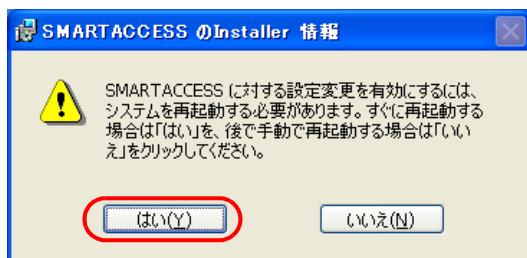 SMARTACCESS のInstaller 情報
SMARTACCESS に対する設定変更を有効にするには、
システムを再起動する必要があります。すぐに再起動する
場合は「はい」を、後で手動で再起動する場合は「いい
え」をクリックしてください。
はい(Y)
いいえ(N)